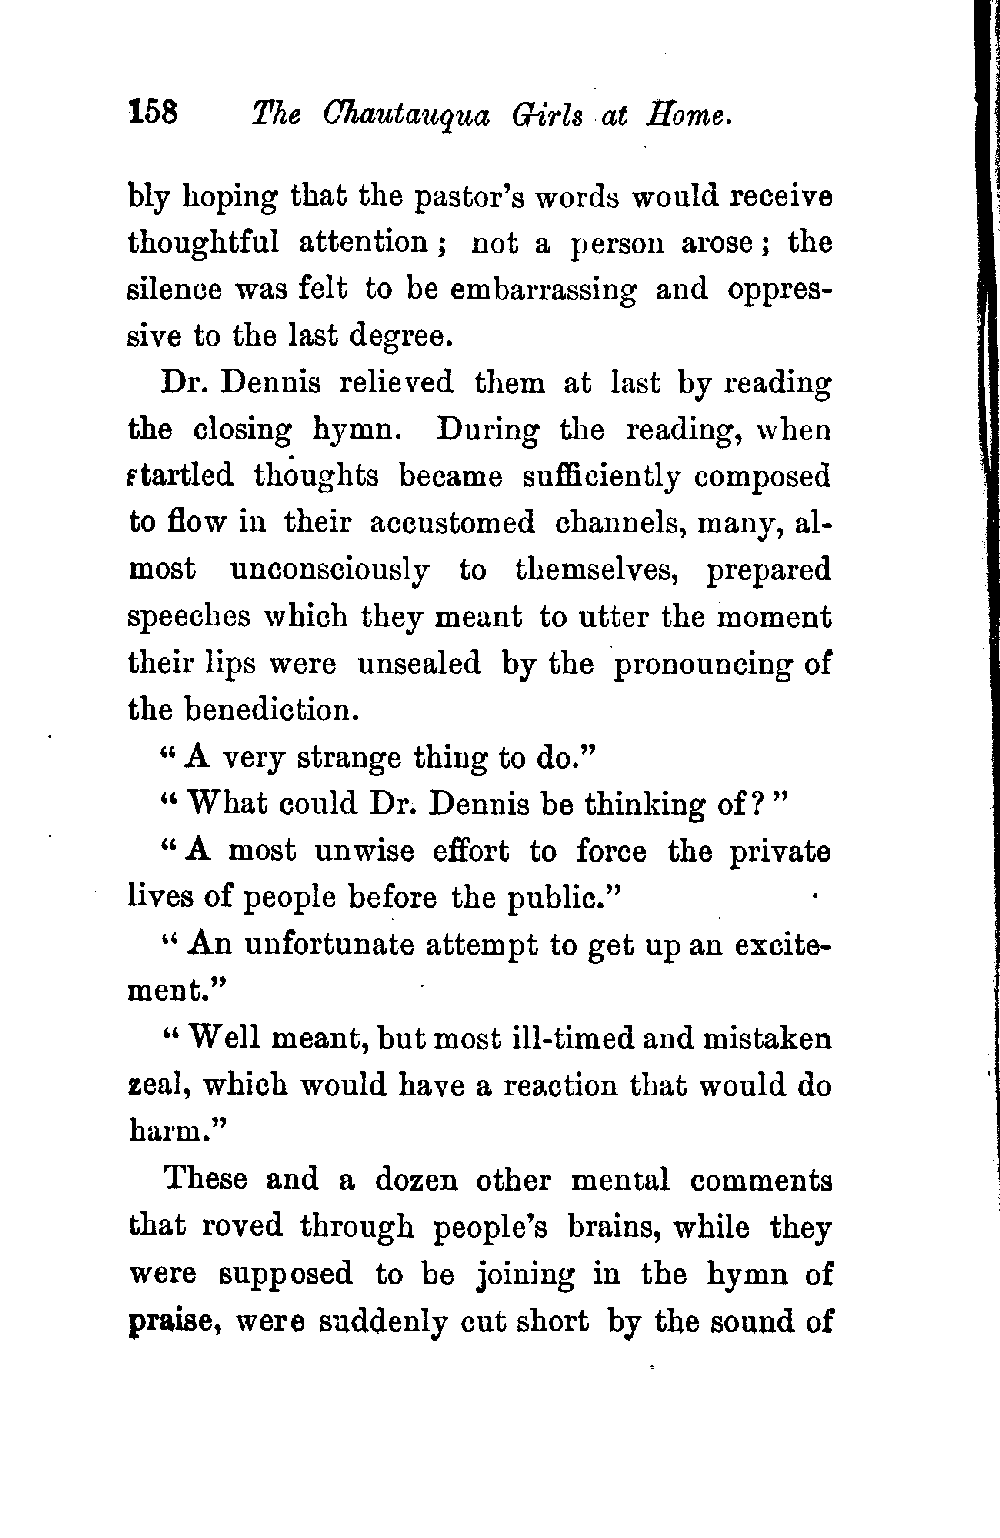 158 The Chautauqua Girls at Home.
bly hoping that the pastor's words would receive
thoughtful attention; not a person arose; the
silence was felt to be embarrassing and oppres-
sive to the last degree.
Dr. Dennis relieved them at last by reading
the closing hymn. During the reading, when
startled thoughts became sufficiently composed
to flow in their accustomed channels, many, al-
most unconsciously to themselves, prepared
speeches which they meant to utter the moment
their lips were unsealed by the pronouncing of
the benediction.
"A very strange thing to do."
"What could Dr. Dennis be thinking of?"
"A most unwise effort to force the private
lives of people before the public."
"An unfortunate attempt to get up an excite-
ment."
"Well meant, but most ill-timed and mistaken
zeal, which would have a reaction that would do
harm."
These and a dozen other mental comments
that roved through people's brains, while they
were supposed to be joining in the hymn of
praise, were suddenly cut short by the sound of